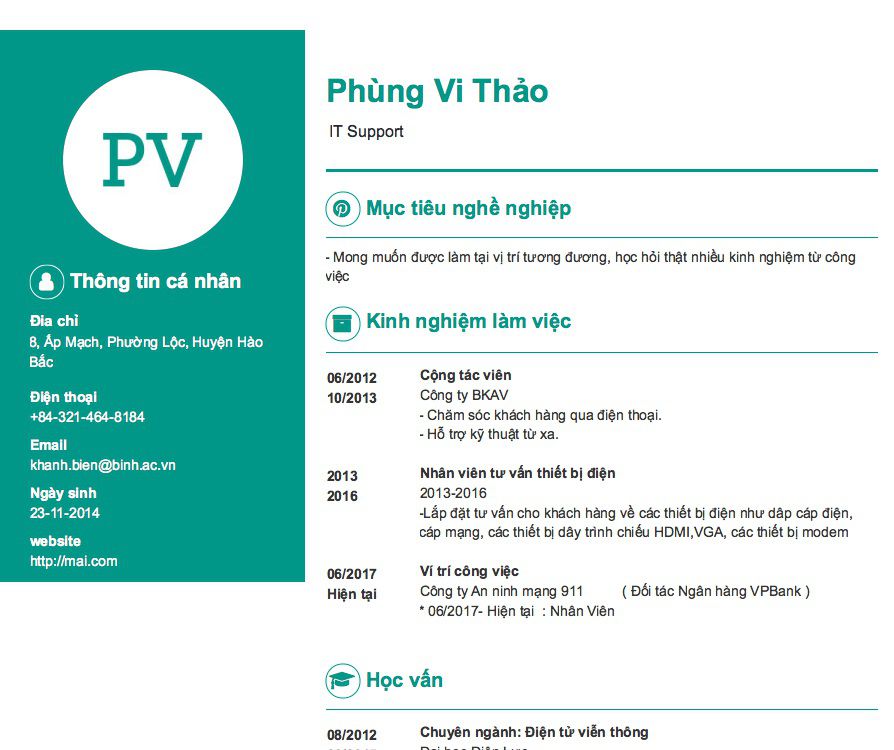 PV
Thông tin cá nhân
Địa chỉ
8, Ấp Mạch, Phường Lộc, Huyện Hào
Bắc
Điện thoại
+84-321-464-8184
Email
khanh.bien@binh.ac.vn
Ngày sinh
23-11-2014
website
http://mai.com
Phùng Vi Thảo
IT Support
Mục tiêu nghề nghiệp
- Mong muốn được làm tại vị trí tương đương, học hỏi thật nhiều kinh nghiệm từ công
việc
Kinh nghiệm làm việc
06/2012
10/2013
Cộng tác viên
Công ty BKAV
- Chăm sóc khách hàng qua điện thoại.
- Hỗ trợ kỹ thuật từ xa.
2013
2016
Nhân viên tư vấn thiết bị điện
2013-2016
-Lắp đặt tư vấn cho khách hàng về các thiết bị điện như dâp cáp điện,
cáp mạng, các thiết bị dây trình chiếu HDMI,VGA, các thiết bị modem
06/2017
Hiện tại
Ví trí công việc
Công ty An ninh mạng 911 ( Đối tác Ngân hàng VPBank )
* 06/2017- Hiện tại : Nhân Viên
Học vấn
08/2012
Chuyên ngành: Điện tử viễn thông